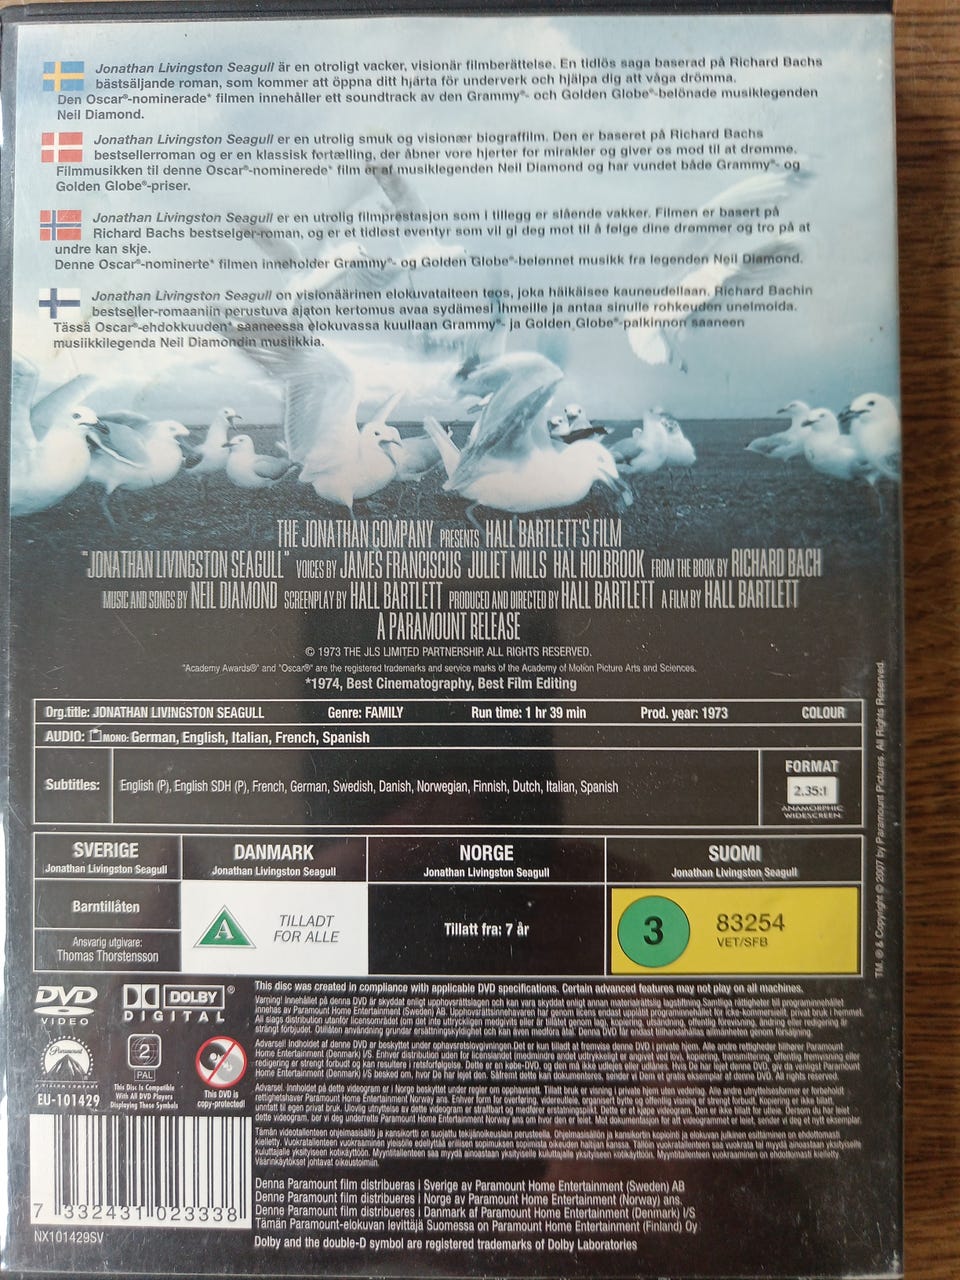 Jonathan Livingston Seagull är en otroligt vacker, visionär filmberättelse. En tidlös saga baserad på Richard Bachs
bästsäljande roman, som kommer att öppna ditt hjärta för underverk och hjälpa dig att våga drömma.
Den Oscar®-nominerade* filmen innehåller ett soundtrack av den Grammy®- och Golden Globe®-belönade musiklegenden
Neil Diamond.
Jonathan Livingston Seagull er en utrolig smuk og visionær biograffilm. Den er baseret på Richard Bachs
bestsellerroman og er en klassisk fortælling, der åbner vore hjerter for mirakler og giver os mod til at drømme.
Filmmusikken til denne Oscar®-nominerede* film er af musiklegenden Neil Diamond og har vundet både Grammy®- og
Golden Globe®-priser.
Jonathan Livingston Seagull er en utrolig filmprestasjon som i tillegg er slående vakker. Filmen er basert på
Richard Bachs bestselger-roman, og er et tidløst eventyr som vil gi deg mot til å følge dine drømmer og tro på at
undre kan skje.
Denne Oscar®-nominerte* filmen inneholder Grammy®- og Golden Globe®-belønnet musikk fra legenden Neil Diamond.
Jonathan Livingston Seagull on visionäärinen elokuvataiteen teos, joka häikäisee kauneudellaan. Richard Bachin
bestseller-romaaniin perustuva ajaton kertomus avaa sydämesi ihmeille ja antaa sinulle rohkeuden unelmoida.
Tässä Oscar®-ehdokkuuden* saaneessa elokuvassa kuullaan Grammy®- ja Golden Globe®-palkinnon saaneen
musiikkilegenda Neil Diamondin musiikkia.
THE JONATHAN COMPANY PRESENTS HALL BARTLETT'S FILM
"JONATHAN LIVINGSTON SEAGULL" VOICES BY JAMES FRANCISCUS JULIET MILLS HAL HOLBROOK FROM THE BOOK BY RICHARD BACH
MUSIC AND SONGS BY NEIL DIAMOND SCREENPLAY BY HALL BARTLETT PRODUCED AND DIRECTED BY HALL BARTLETT A FILM BY HALL BARTLETT
A PARAMOUNT RELEASE
© 1973 THE JLS LIMITED PARTNERSHIP. ALL RIGHTS RESERVED.
"Academy Awards®" and "Oscar®" are the registered trademarks and service marks of the Academy of Motion Picture Arts and Sciences.
*1974, Best Cinematography, Best Film Editing
Org.title: JONATHAN LIVINGSTON SEAGULL Genre: FAMILY Run time: 1 hr 39 min Prod. year: 1973 COLOUR
AUDIO: MONO: German, English, Italian, French, Spanish
Subtitles: English (P), English SDH (P), French, German, Swedish, Danish, Norwegian, Finnish, Dutch, Italian, Spanish
FORMAT
2.35:1
ANAMORPHIC
WIDESCREEN
SVERIGE
Jonathan Livingston Seagull
Barntillåten
Ansvarig utgivare:
Thomas Thorstensson
DANMARK
Jonathan Livingston Seagull
A
TILLADT
FOR ALLE
NORGE
Jonathan Livingston Seagull
Tillatt fra: 7 år
SUOMI
Jonathan Livingston Seagull
3
83254
VET/SFB
TM, ® & Copyright © 2007 by Paramount Pictures. All Rights Reserved.
DVD
VIDEO
DOLBY®
DIGITAL
Paramount
2
PAL
EU-101429
This Disc Is Compatible
With All DVD Players
Displaying These Symbols
This DVD is
copy-protected!
This disc was created in compliance with applicable DVD specifications. Certain advanced features may not play on all machines.
Denna Paramount film distribueras i Sverige av Paramount Home Entertainment (Sweden) AB
Denne Paramount film distribueres i Norge av Paramount Home Entertainment (Norway) ans.
Denne Paramount film distribueres i Danmark af Paramount Home Entertainment (Denmark) I/S
Tämän Paramount-elokuvan levittäjä Suomessa on Paramount Home Entertainment (Finland) Oy
Dolby and the double-D symbol are registered trademarks of Dolby Laboratories
7 332431 023338
NX101429SV